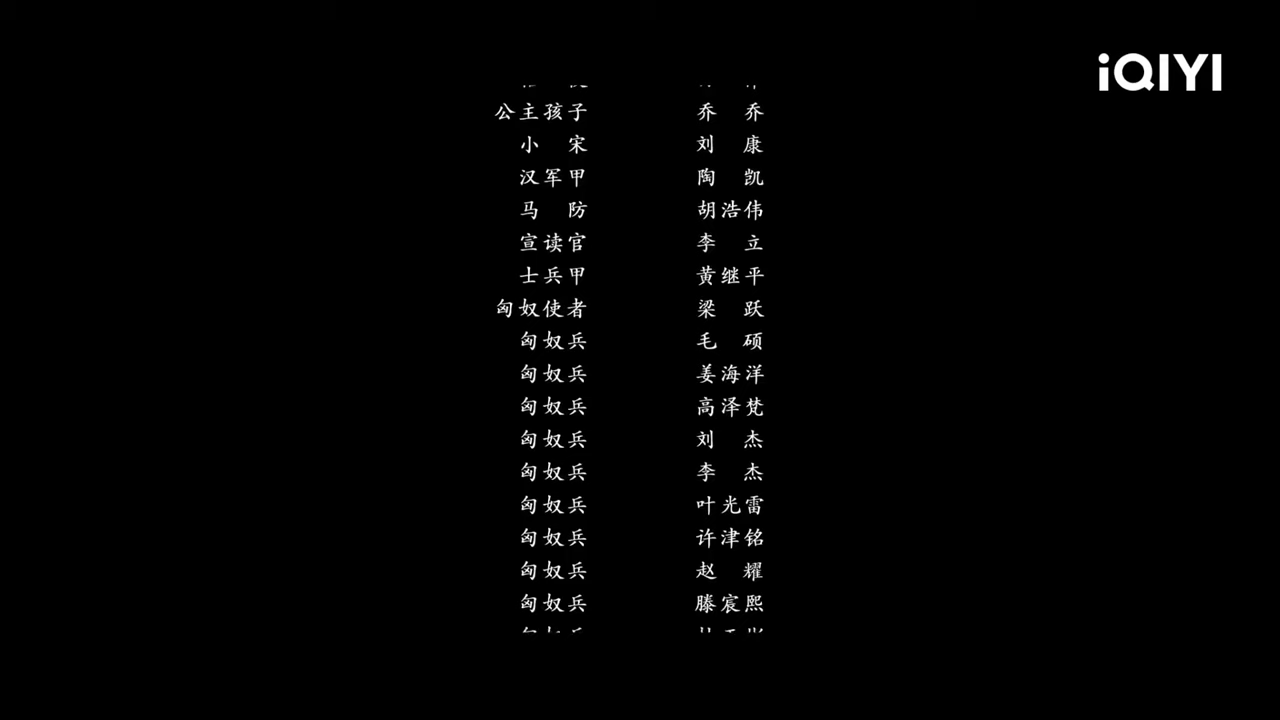 iQIYI
公主孩子 乔 乔
小 宋 刘 康
汉军甲 陶 凯
马 防 胡浩伟
宣读官 李 立
士兵甲 黄继平
匈奴使者 梁 跃
匈奴兵 毛 硕
匈奴兵 姜海洋
匈奴兵 高泽梵
匈奴兵 刘 杰
匈奴兵 李 杰
匈奴兵 叶光雷
匈奴兵 许津铭
匈奴兵 赵 耀
匈奴兵 滕宸熙